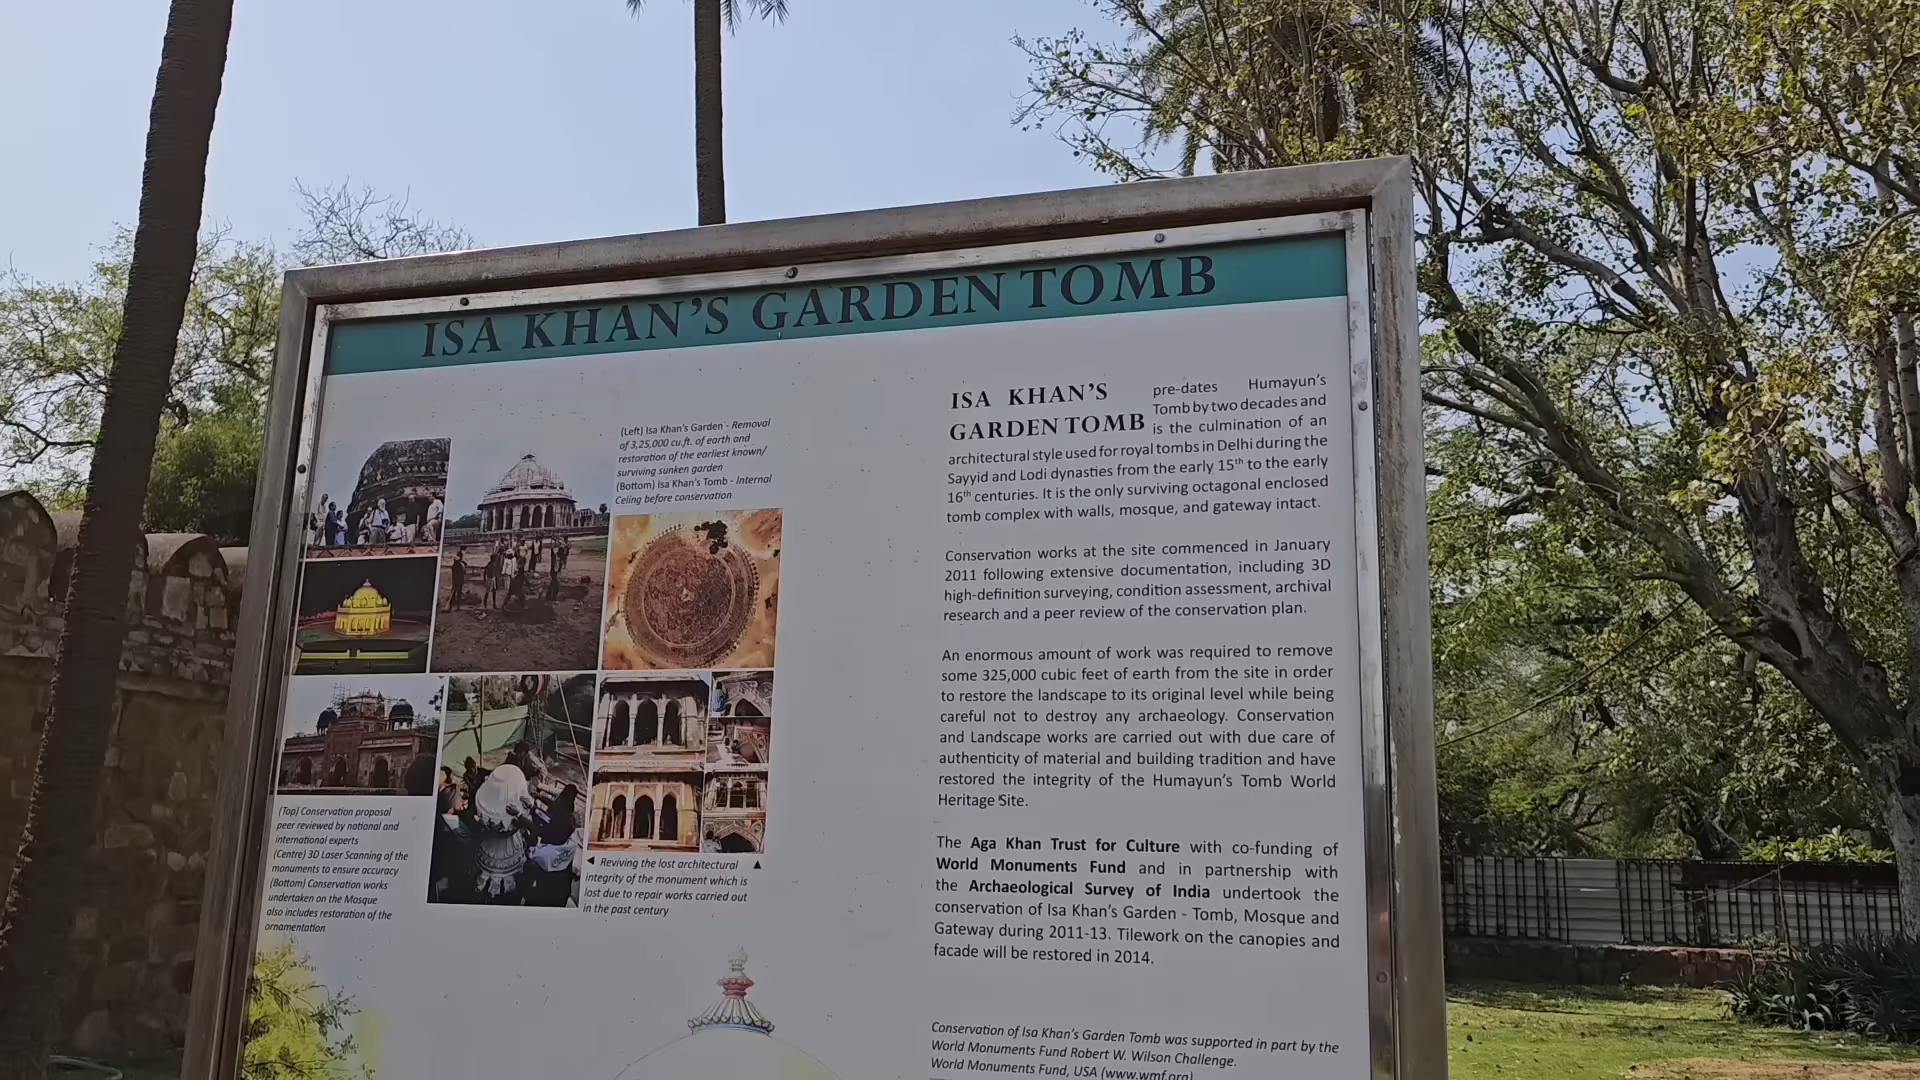 ISA KHAN'S GARDEN TOMB
(Left) Isa Khan's Garden - Removal
of 3,25,000 cu.ft. of earth and
restoration of the earliest known/
surviving sunken garden
(Bottom) Isa Khan's Tomb - Internal
Celing before conservation
(Top) Conservation proposal
peer reviewed by national and
international experts
(Centre) 3D Laser Scanning of the
monuments to ensure accuracy
(Bottom) Conservation works
undertaken on the Mosque
also includes restoration of the
ornamentation
◄ Reviving the lost architectural ▲
integrity of the monument which is
lost due to repair works carried out
in the past century
ISA KHAN'S
GARDEN TOMB
pre-dates Humayun's
Tomb by two decades and
is the culmination of an
architectural style used for royal tombs in Delhi during the
Sayyid and Lodi dynasties from the early 15th to the early
16th centuries. It is the only surviving octagonal enclosed
tomb complex with walls, mosque, and gateway intact.
Conservation works at the site commenced in January
2011 following extensive documentation, including 3D
high-definition surveying, condition assessment, archival
research and a peer review of the conservation plan.
An enormous amount of work was required to remove
some 325,000 cubic feet of earth from the site in order
to restore the landscape to its original level while being
careful not to destroy any archaeology. Conservation
and Landscape works are carried out with due care of
authenticity of material and building tradition and have
restored the integrity of the Humayun's Tomb World
Heritage Site.
The Aga Khan Trust for Culture with co-funding of
World Monuments Fund and in partnership with
the Archaeological Survey of India undertook the
conservation of Isa Khan's Garden - Tomb, Mosque and
Gateway during 2011-13. Tilework on the canopies and
facade will be restored in 2014.
Conservation of Isa Khan's Garden Tomb was supported in part by the
World Monuments Fund Robert W. Wilson Challenge.
World Monuments Fund, USA (www.wmf.org)